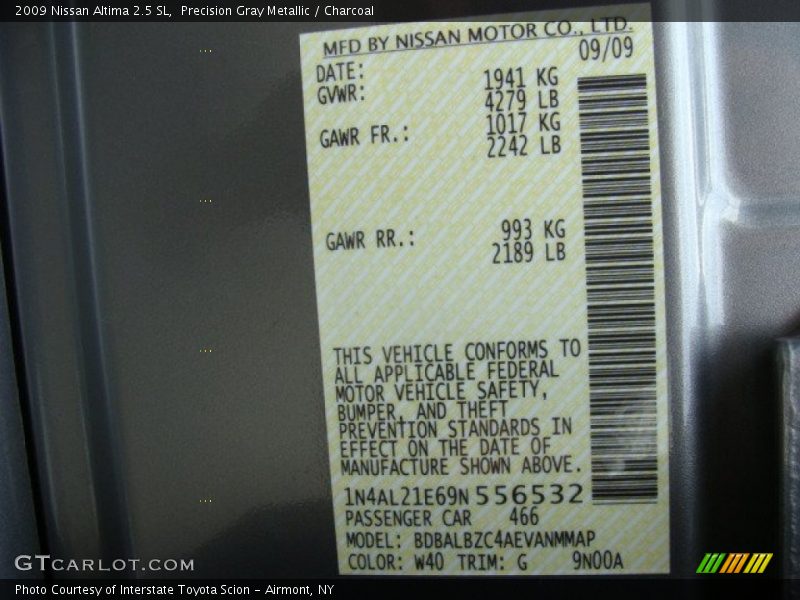 2009 Nissan Altima 2.5 SL,  Precision Gray Metallic / Charcoal
MFD BY NISSAN MOTOR CO., LTD.
DATE: 09/09
GVWR: 1941 KG
4279 LB
GAWR FR.: 1017 KG
2242 LB
GAWR RR.: 993 KG
2189 LB
THIS VEHICLE CONFORMS TO
ALL APPLICABLE FEDERAL
MOTOR VEHICLE SAFETY,
BUMPER, AND THEFT
PREVENTION STANDARDS IN
EFFECT ON THE DATE OF
MANUFACTURE SHOWN ABOVE.
1N4AL21E69N556532
PASSENGER CAR 466
MODEL: BDBALBZC4AEVANMMAP
COLOR: W40 TRIM: G 9N00A
GTCARLOT.COM
Photo Courtesy of Interstate Toyota Scion - Airmont, NY